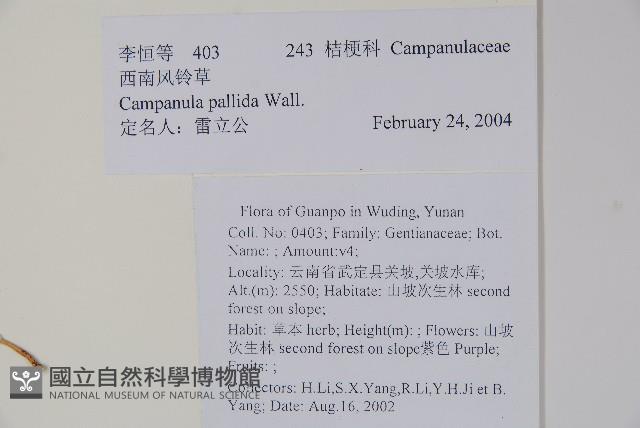 李恒等 403 243 桔梗科 Campanulaceae
西南风铃草
Campanula pallida Wall.
定名人：雷立公 February 24, 2004
Flora of Guanpo in Wuding, Yunan
Coll. No: 0403; Family: Gentianaceae; Bot.
Name: ; Amount:v4;
Locality: 云南省武定县关坡,关坡水库;
Alt.(m): 2550; Habitate: 山坡次生林 second
forest on slope;
Habit: 草本 herb; Height(m): ; Flowers: 山坡
次生林 second forest on slope紫色 Purple;
Fruits: ;
Collectors: H.Li,S.X.Yang,R.Li,Y.H.Ji et B.
Yang; Date: Aug.16, 2002
國立自然科學博物館
NATIONAL MUSEUM OF NATURAL SCIENCE